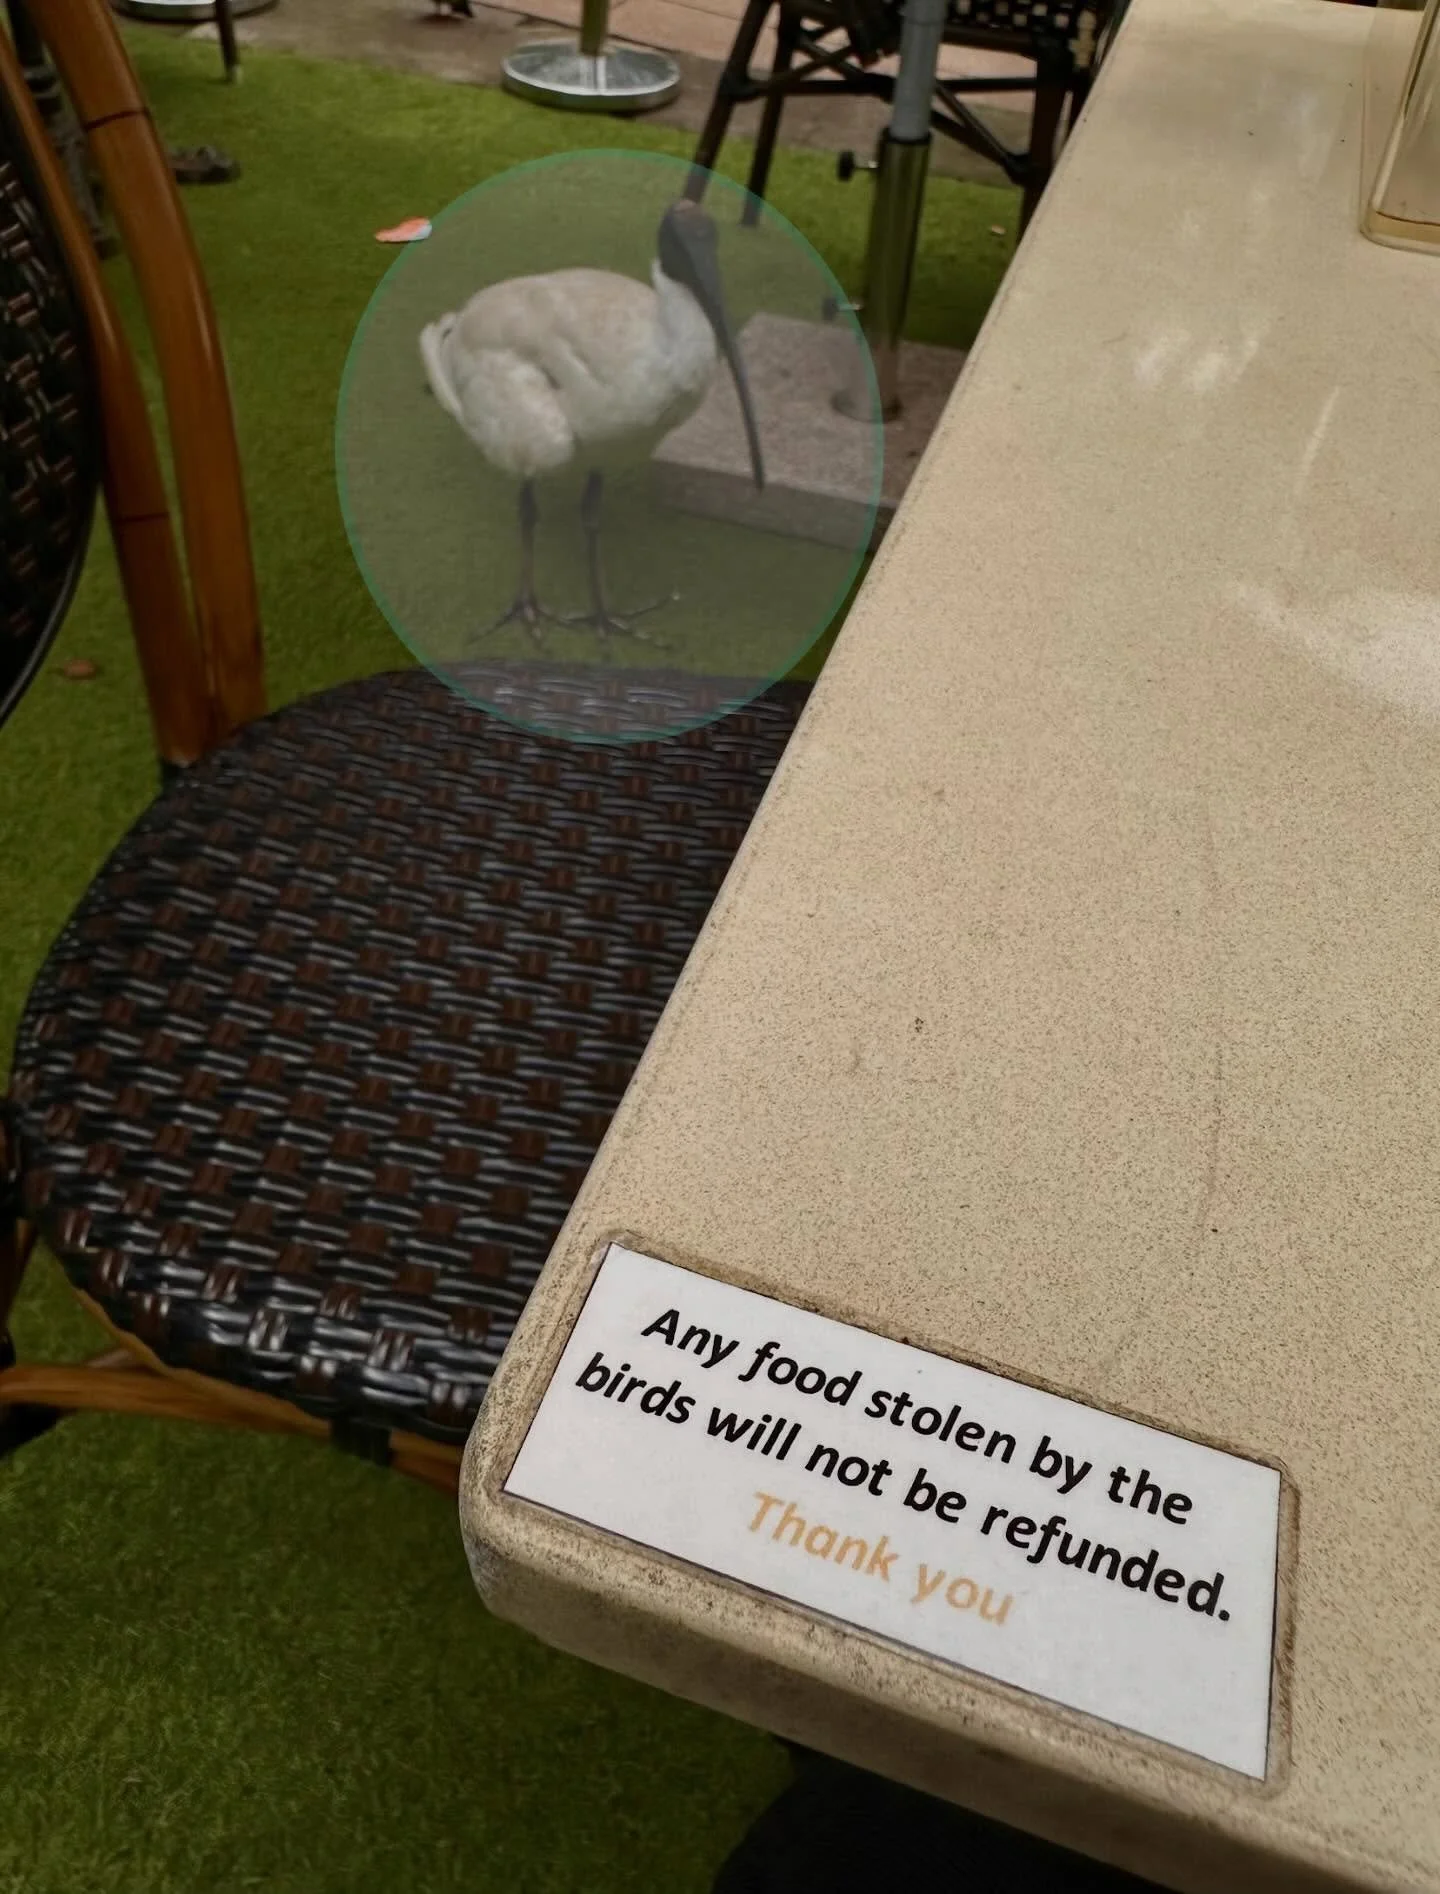 Any food stolen by the
birds will not be refunded.
Thank you